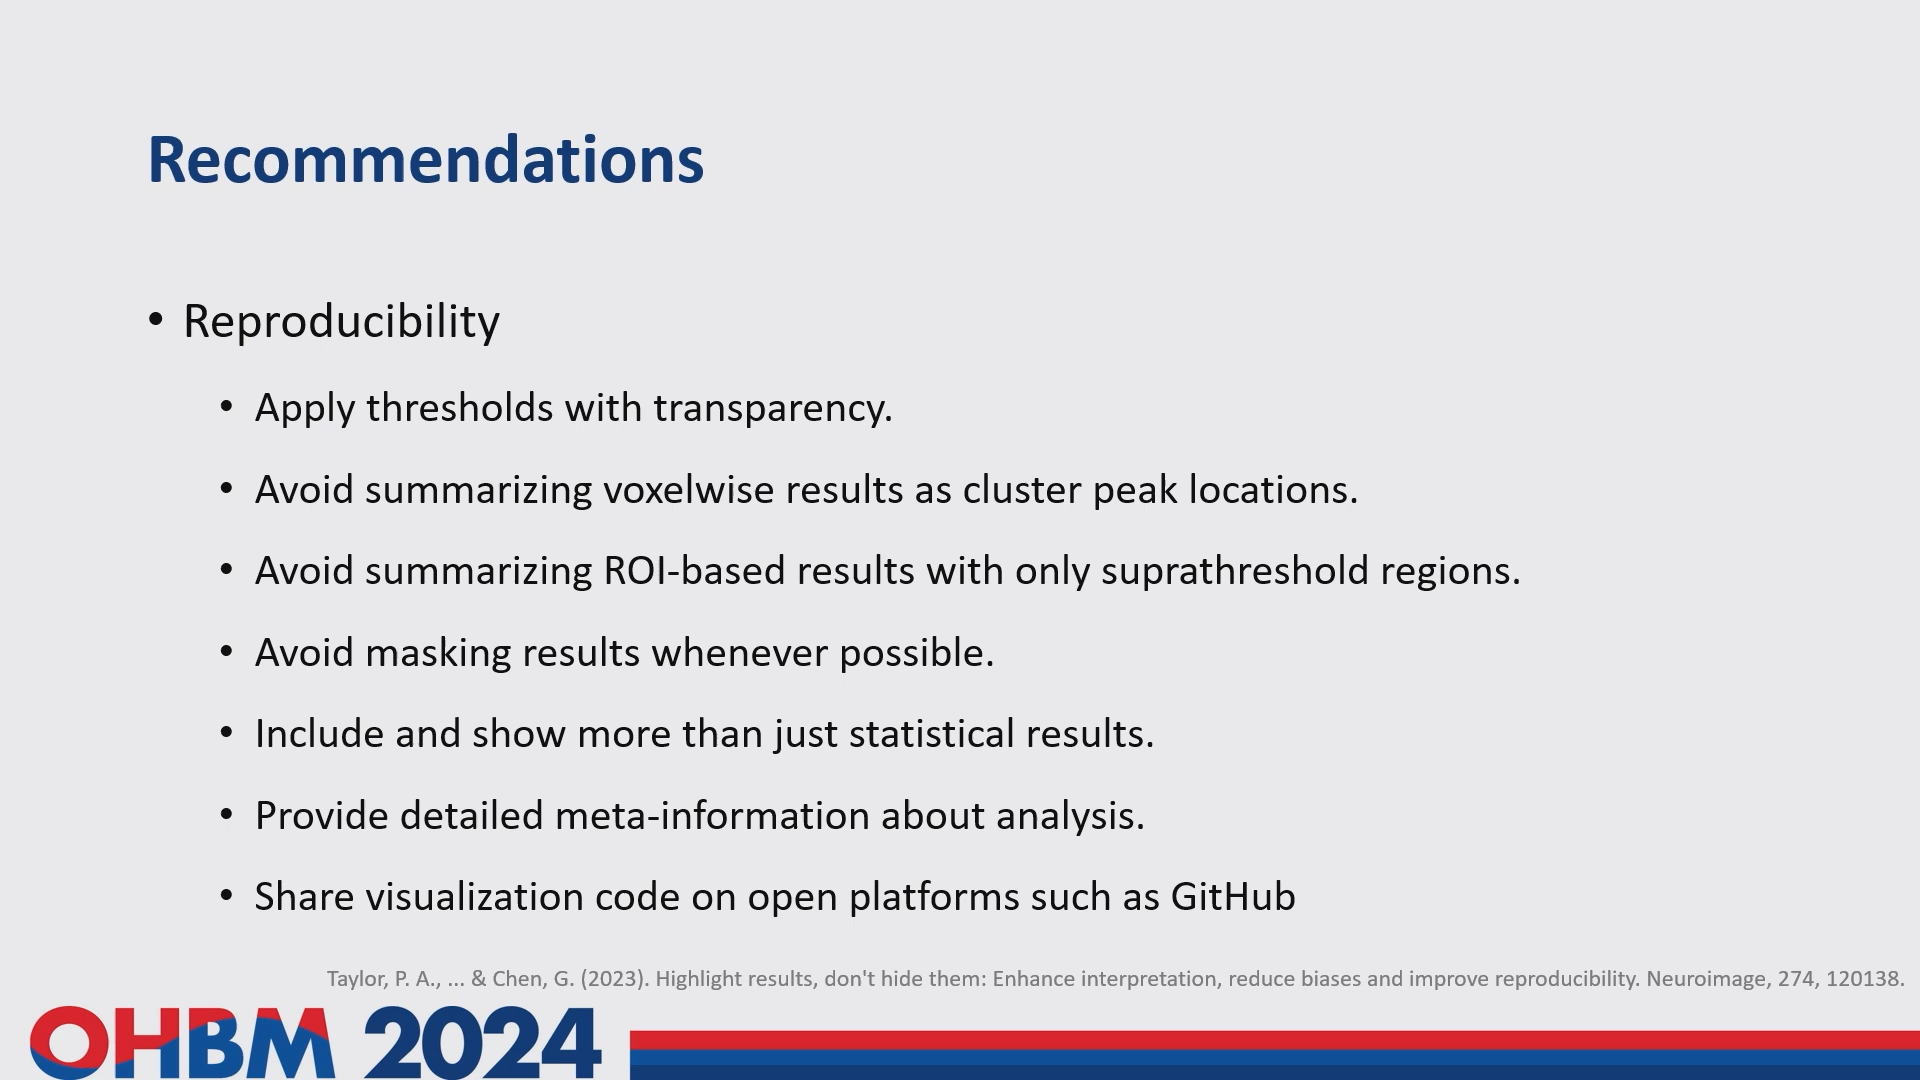 Recommendations
• Reproducibility
• Apply thresholds with transparency.
• Avoid summarizing voxelwise results as cluster peak locations.
• Avoid summarizing ROI-based results with only suprathreshold regions.
• Avoid masking results whenever possible.
• Include and show more than just statistical results.
• Provide detailed meta-information about analysis.
• Share visualization code on open platforms such as GitHub
Taylor, P. A., ... & Chen, G. (2023). Highlight results, don't hide them: Enhance interpretation, reduce biases and improve reproducibility. Neuroimage, 274, 120138.
OHBM 2024